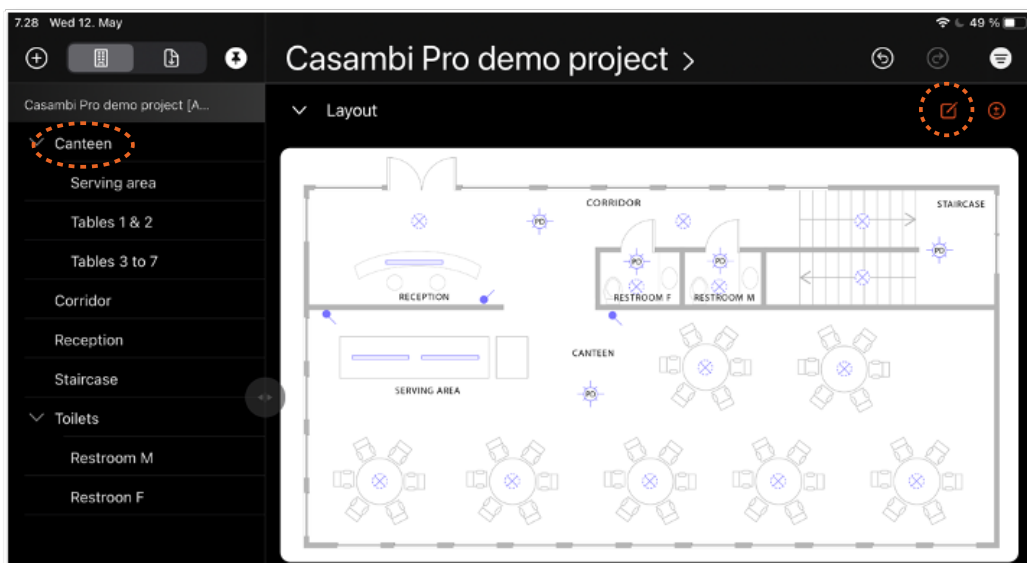 7.28 Wed 12. May
49 %
Casambi Pro demo project >
Casambi Pro demo project [A...
Layout
Canteen
Serving area
Tables 1 & 2
Tables 3 to 7
Corridor
Reception
Staircase
Toilets
Restroom M
Restroon F
CORRIDOR
STAIRCASE
PD
PD
PD
PD
RECEPTION
RESTROOM F
RESTROOM M
CANTEEN
SERVING AREA
PD